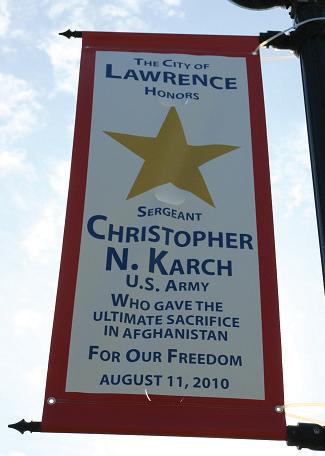 The City of
Lawrence
Honors
Sergeant
Christopher
N. Karch
U.S. Army
Who gave the
ultimate sacrifice
in Afghanistan
For Our Freedom
August 11, 2010